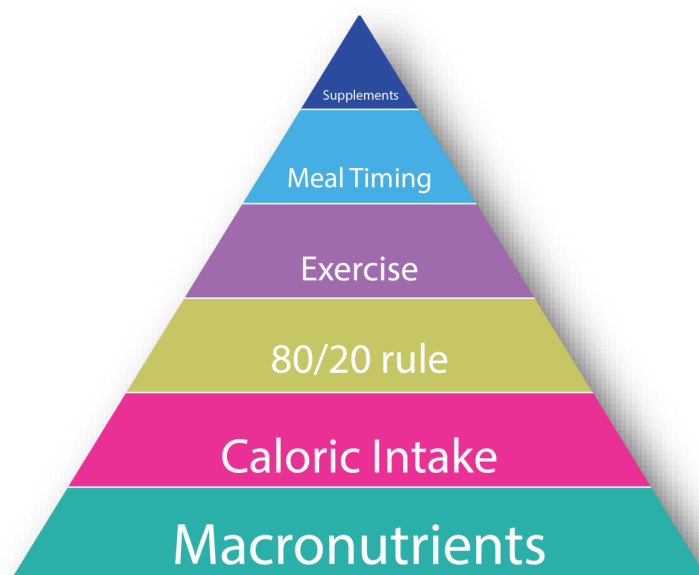 Supplements
Meal Timing
Exercise
80/20 rule
Caloric Intake
Macronutrients